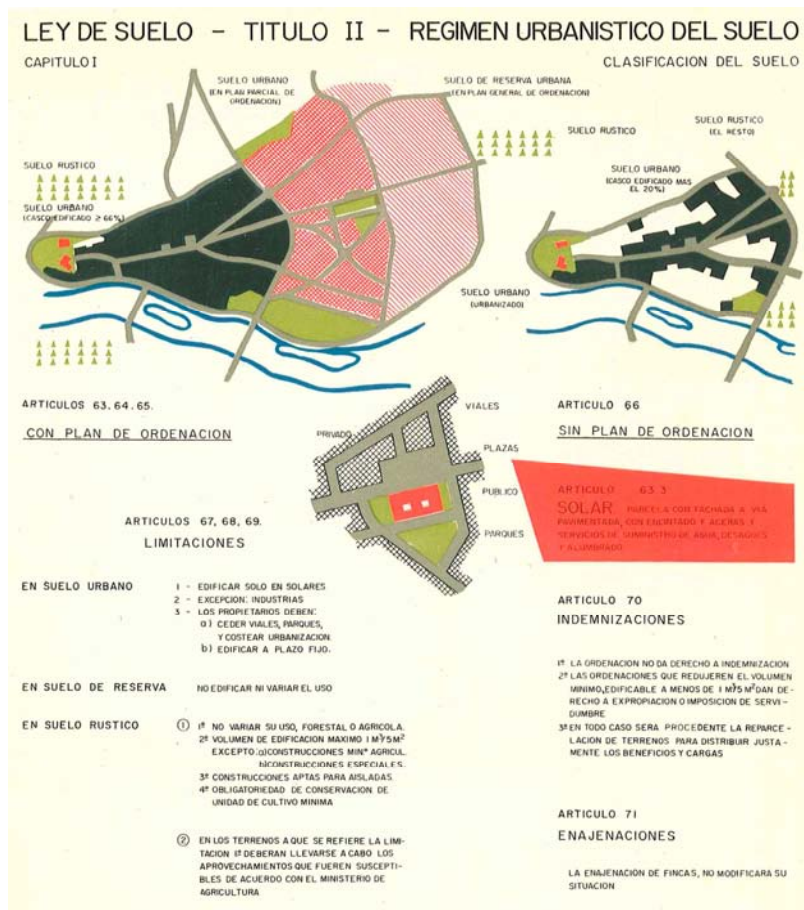 LEY DE SUELO - TITULO II - REGIMEN URBANISTICO DEL SUELO
CAPITULO I
CLASIFICACION DEL SUELO
SUELO URBANO
(EN PLAN PARCIAL DE
ORDENACION)
SUELO DE RESERVA URBANA
(EN PLAN GENERAL DE ORDENACION)
SUELO RUSTICO
SUELO RUSTICO
(EL RESTO)
SUELO RUSTICO
SUELO URBANO
(CASCO EDIFICADO ≥ 66%)
SUELO URBANO
(CASCO EDIFICADO MAS
EL 20%)
SUELO URBANO
(URBANIZADO)
ARTICULOS 63.64.65.
CON PLAN DE ORDENACION
ARTICULO 66
SIN PLAN DE ORDENACION
VIALES
PRIVADO
PLAZAS
PUBLICO
PARQUES
ARTICULO 63 3
SOLAR PARCELA CON FACHADA A VIA
PAVIMENTADA, CON ENCINTADO Y ACERAS Y
SERVICIOS DE SUMINISTRO DE AGUA, DESAGUES
Y ALUMBRADO
ARTICULOS 67, 68, 69.
LIMITACIONES
EN SUELO URBANO
1 - EDIFICAR SOLO EN SOLARES
2 - EXCEPCION: INDUSTRIAS
3 - LOS PROPIETARIOS DEBEN:
a) CEDER VIALES, PARQUES,
Y COSTEAR URBANIZACION
b) EDIFICAR A PLAZO FIJO.
EN SUELO DE RESERVA
NO EDIFICAR NI VARIAR EL USO
EN SUELO RUSTICO
① 1º NO VARIAR SU USO, FORESTAL O AGRICOLA.
2º VOLUMEN DE EDIFICACION MAXIMO 1 M³/5 M²
EXCEPTO: a) CONSTRUCCIONES MINº AGRICUL.
b) CONSTRUCCIONES ESPECIALES.
3º CONSTRUCCIONES APTAS PARA AISLADAS
4º OBLIGATORIEDAD DE CONSERVACION DE
UNIDAD DE CULTIVO MINIMA
② EN LOS TERRENOS A QUE SE REFIERE LA LIMI-
TACION 1ª DEBERAN LLEVARSE A CABO LOS
APROVECHAMIENTOS QUE FUEREN SUSCEPTI-
BLES DE ACUERDO CON EL MINISTERIO DE
AGRICULTURA
ARTICULO 70
INDEMNIZACIONES
1º LA ORDENACION NO DA DERECHO A INDEMNIZACION
2º LAS ORDENACIONES QUE REDUJEREN EL VOLUMEN
MINIMO, EDIFICABLE A MENOS DE 1 M³/5 M² DAN DE-
RECHO A EXPROPIACION O IMPOSICION DE SERVI-
DUMBRE
3º EN TODO CASO SERA PROCEDENTE LA REPARCE-
LACION DE TERRENOS PARA DISTRIBUIR JUSTA-
MENTE LOS BENEFICIOS Y CARGAS
ARTICULO 71
ENAJENACIONES
LA ENAJENACION DE FINCAS, NO MODIFICARA SU
SITUACION